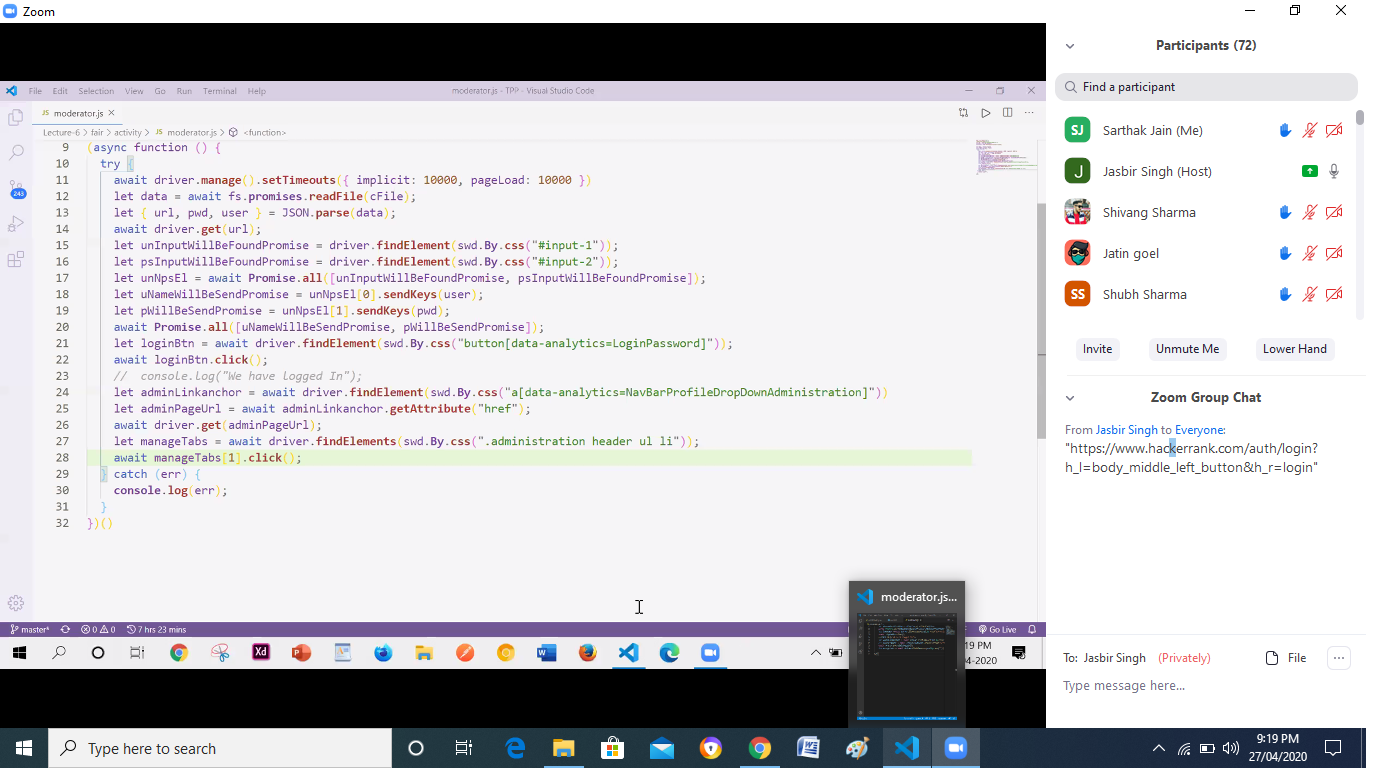 Zoom
File Edit Selection View Go Run Terminal Help
moderator.js - TPP - Visual Studio Code
JS moderator.js ×
Lecture-6 > fair > activity > JS moderator.js > <function>
9 (async function () {
10 try {
11 await driver.manage().setTimeouts({ implicit: 10000, pageLoad: 10000 })
12 let data = await fs.promises.readFile(cFile);
13 let { url, pwd, user } = JSON.parse(data);
14 await driver.get(url);
15 let unInputWillBeFoundPromise = driver.findElement(swd.By.css("#input-1"));
16 let psInputWillBeFoundPromise = driver.findElement(swd.By.css("#input-2"));
17 let unNpsEl = await Promise.all([unInputWillBeFoundPromise, psInputWillBeFoundPromise]);
18 let uNameWillBeSendPromise = unNpsEl[0].sendKeys(user);
19 let pWillBeSendPromise = unNpsEl[1].sendKeys(pwd);
20 await Promise.all([uNameWillBeSendPromise, pWillBeSendPromise]);
21 let loginBtn = await driver.findElement(swd.By.css("button[data-analytics=LoginPassword]"));
22 await loginBtn.click();
23 //  console.log("We have logged In");
24 let adminLinkanchor = await driver.findElement(swd.By.css("a[data-analytics=NavBarProfileDropDownAdministration]"))
25 let adminPageUrl = await adminLinkanchor.getAttribute("href");
26 await driver.get(adminPageUrl);
27 let manageTabs = await driver.findElements(swd.By.css(".administration header ul li"));
28 await manageTabs[1].click();
29 } catch (err) {
30 console.log(err);
31 }
32 })()
243
master* 0 0 7 hrs 23 mins
Go Live
Xd
19 PM
4-2020
moderator.js...
Participants (72)
Find a participant
SJ Sarthak Jain (Me)
J Jasbir Singh (Host)
Shivang Sharma
Jatin goel
SS Shubh Sharma
Invite Unmute Me Lower Hand
Zoom Group Chat
From Jasbir Singh to Everyone:
"https://www.hackerrank.com/auth/login?
h_l=body_middle_left_button&h_r=login"
To: Jasbir Singh (Privately) File ...
Type message here...
Type here to search
9:19 PM
27/04/2020